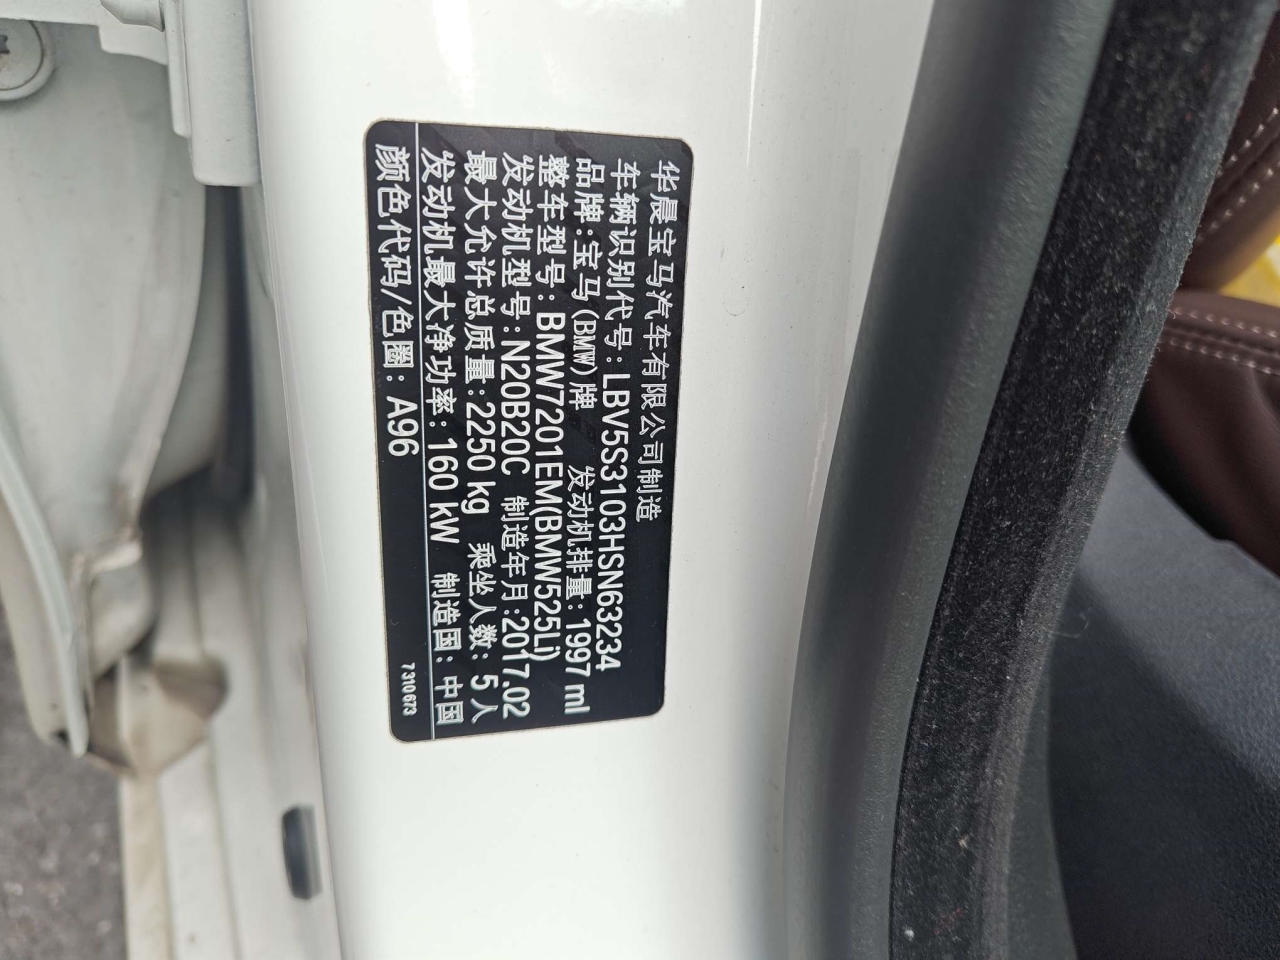 华晨宝马汽车有限公司制造
车辆识别代号：LBV5S3103HSN63234
品牌：宝马(BMW)牌 发动机排量：1997 ml
整车型号：BMW7201EM(BMW525Li)
发动机型号：N20B20C 制造年月：2017.02
最大允许总质量：2250 kg 乘坐人数：5人
发动机最大净功率：160 kW 制造国：中国
颜色代码/色圈：A96
7310673